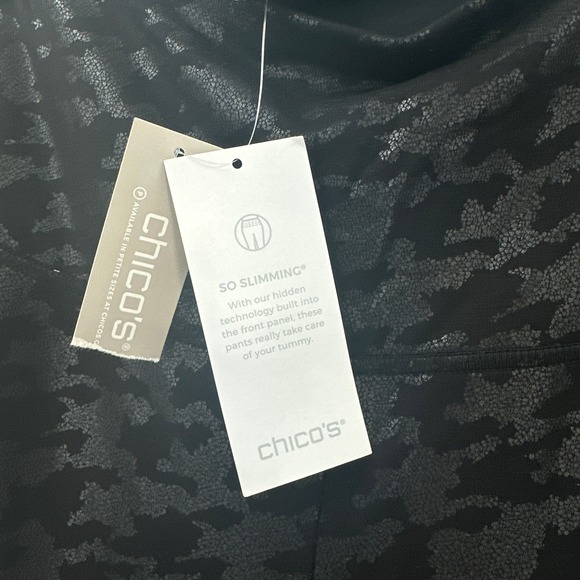 chico's®
Ⓟ AVAILABLE IN PETITE SIZES AT CHICOS.
SO SLIMMING®
With our hidden
technology built into
the front panel, these
pants really take care
of your tummy.
chico's®